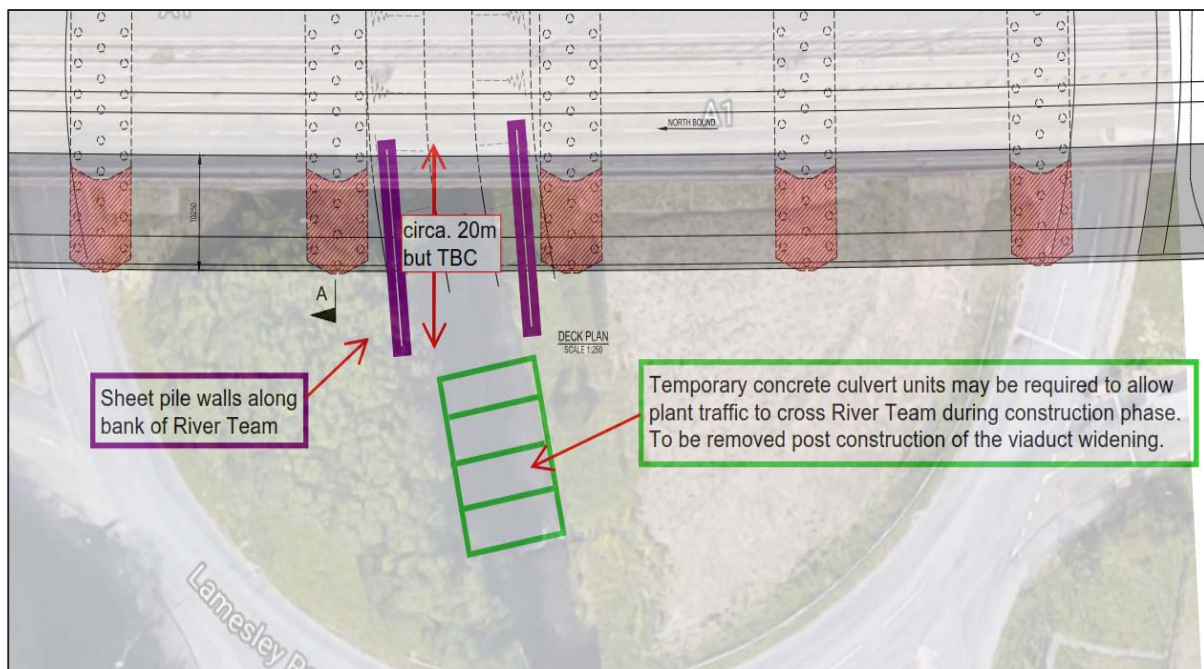 A1
NORTH BOUND
A1
10250
circa. 20m
but TBC
A
DECK PLAN
SCALE 1:250
Sheet pile walls along
bank of River Team
Temporary concrete culvert units may be required to allow
plant traffic to cross River Team during construction phase.
To be removed post construction of the viaduct widening.
Lamesley